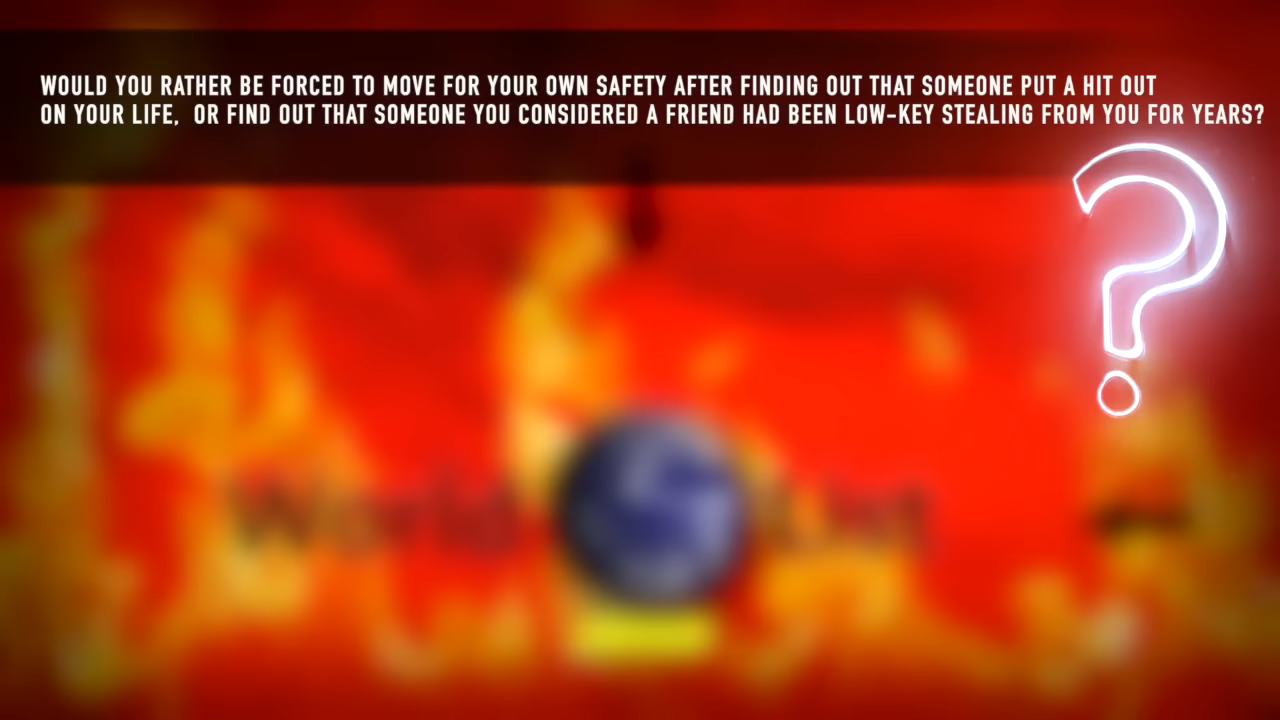 WOULD YOU RATHER BE FORCED TO MOVE FOR YOUR OWN SAFETY AFTER FINDING OUT THAT SOMEONE PUT A HIT OUT
ON YOUR LIFE,  OR FIND OUT THAT SOMEONE YOU CONSIDERED A FRIEND HAD BEEN LOW-KEY STEALING FROM YOU FOR YEARS?
?
World